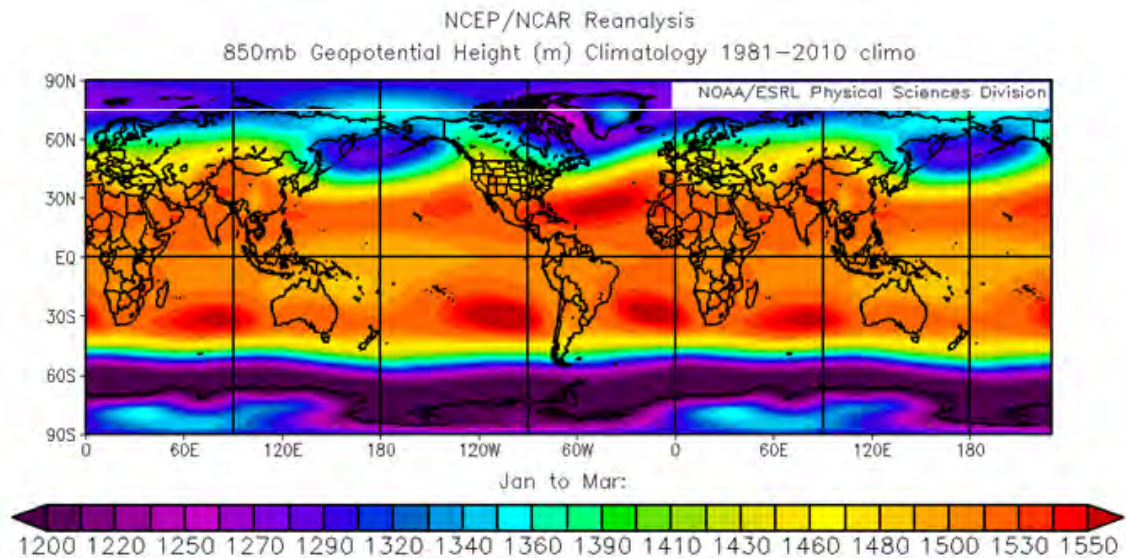 NCEP/NCAR Reanalysis
850mb Geopotential Height (m) Climatology 1981-2010 climo
NOAA/ESRL Physical Sciences Division
90N
60N
30N
EQ
30S
60S
90S
0 60E 120E 180 120W 60W 0 60E 120E 180
Jan to Mar:
1200 1220 1250 1270 1290 1320 1340 1360 1390 1410 1430 1460 1480 1500 1530 1550